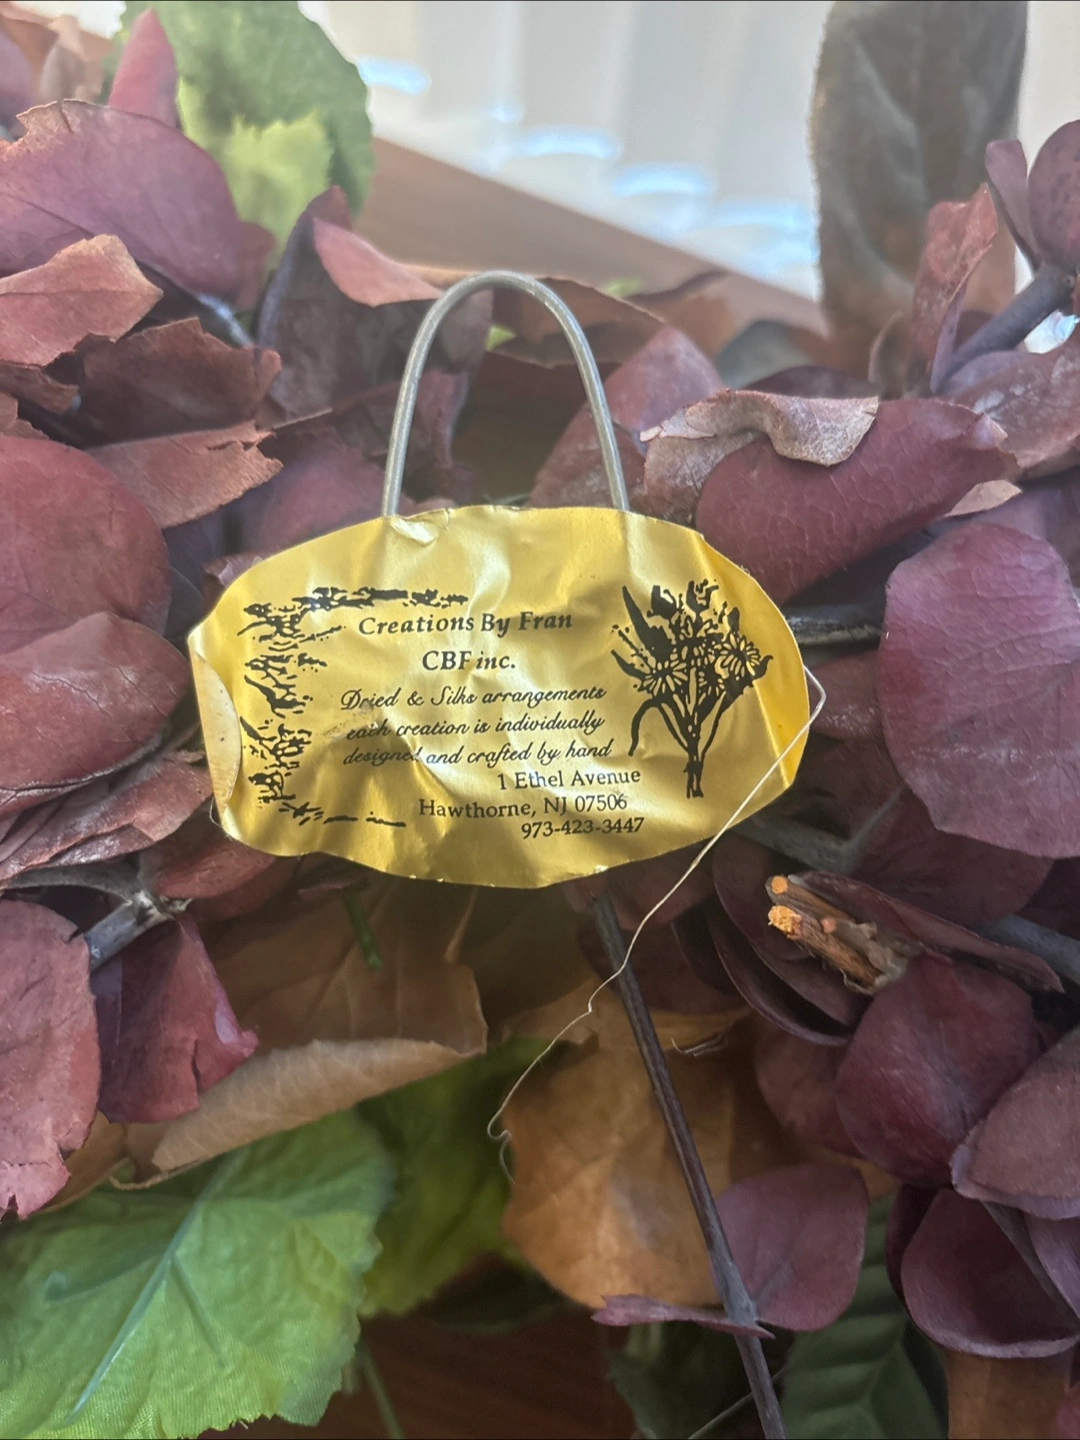 Creations By Fran
CBF inc.
Dried & Silks arrangements
each creation is individually
designed and crafted by hand
1 Ethel Avenue
Hawthorne, NJ 07506
973-423-3447